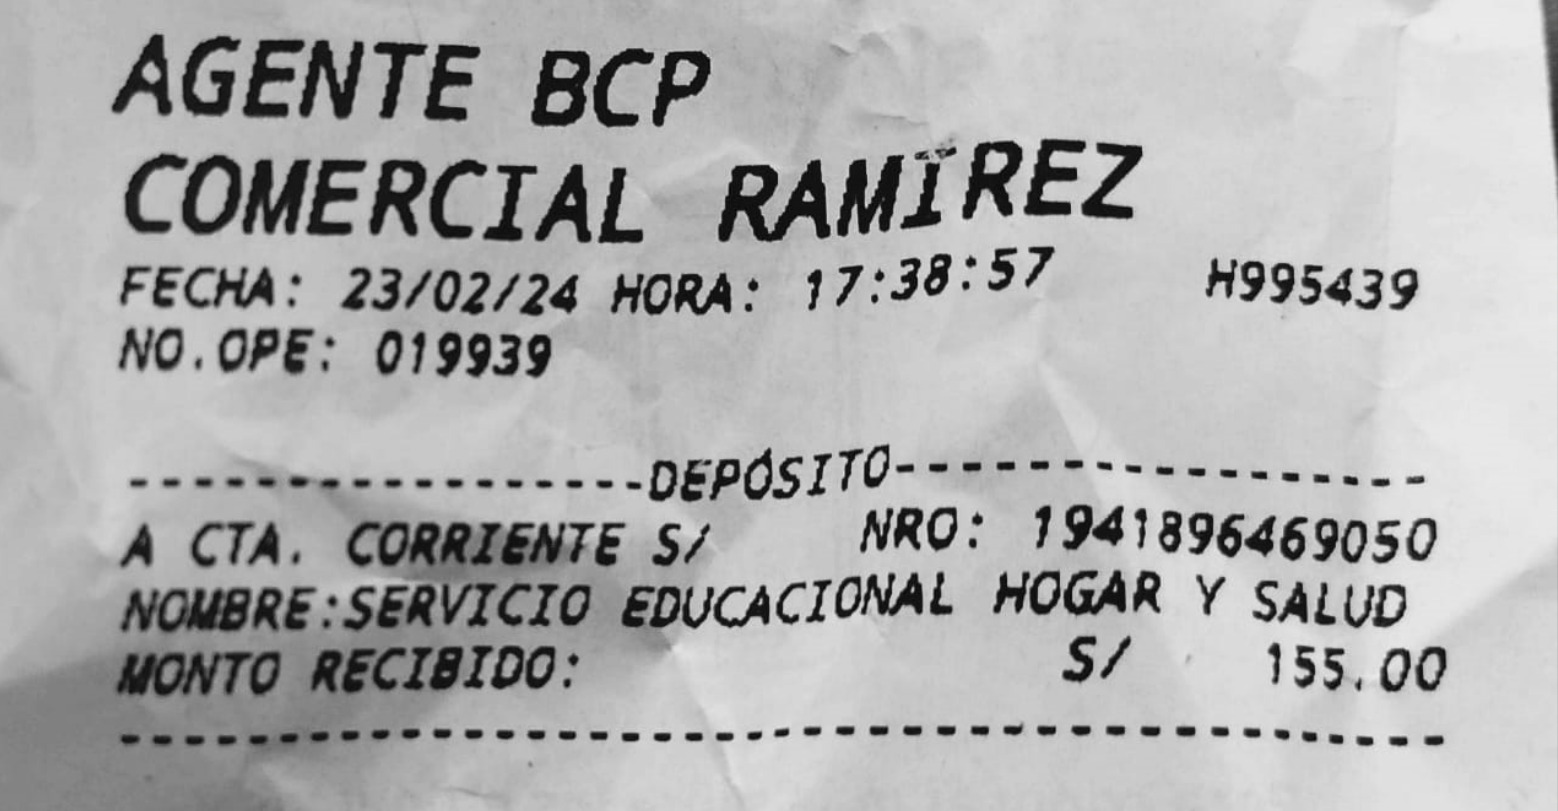 AGENTE BCP
COMERCIAL RAMÍREZ
FECHA: 23/02/24 HORA: 17:38:57 H995439
NO.OPE: 019939
------------------DEPÓSITO-------------------
A CTA. CORRIENTE S/ NRO: 1941896469050
NOMBRE:SERVICIO EDUCACIONAL HOGAR Y SALUD
MONTO RECIBIDO: S/ 155.00
---------------------------------------------